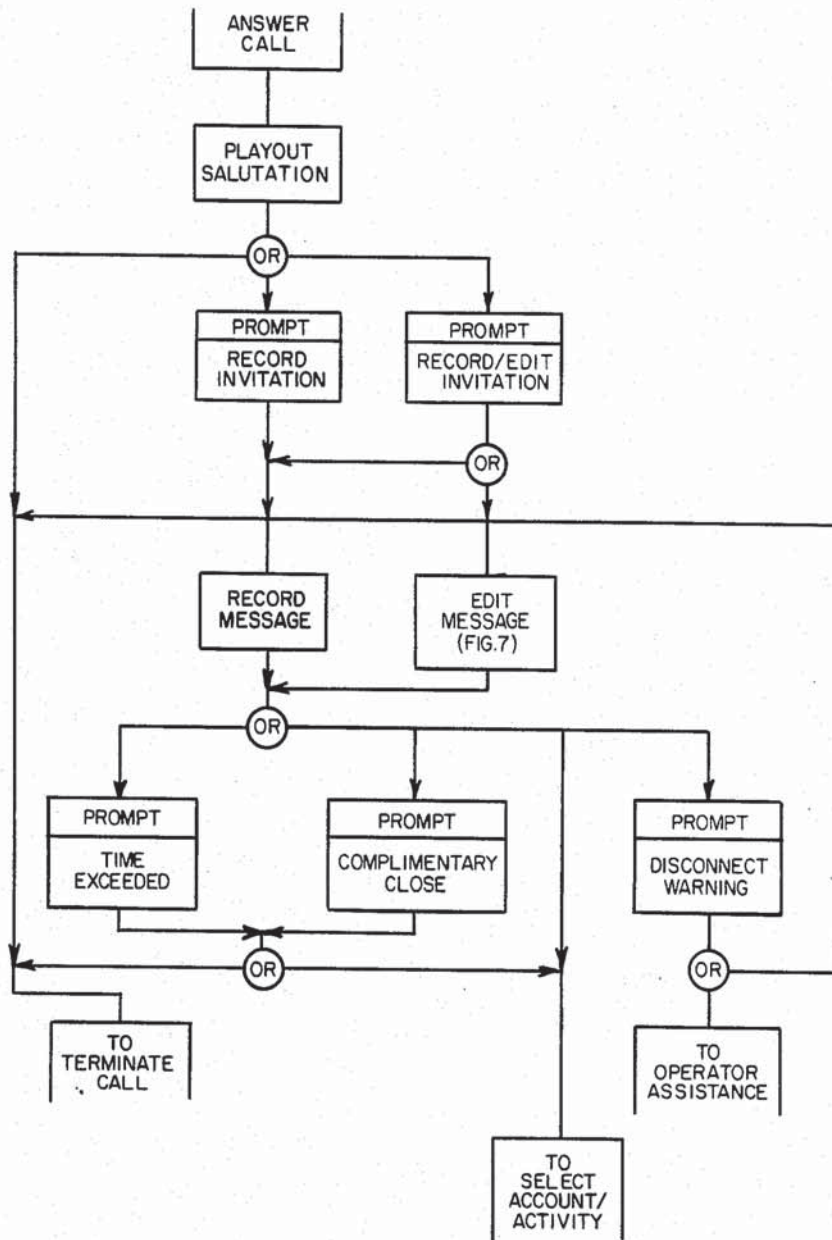 ANSWER
CALL
PLAYOUT
SALUTATION
OR
PROMPT
RECORD
INVITATION
PROMPT
RECORD/EDIT
INVITATION
OR
RECORD
MESSAGE
EDIT
MESSAGE
(FIG.7)
OR
PROMPT
TIME
EXCEEDED
PROMPT
COMPLIMENTARY
CLOSE
PROMPT
DISCONNECT
WARNING
OR
OR
TO
TERMINATE
CALL
TO
OPERATOR
ASSISTANCE
TO
SELECT
ACCOUNT/
ACTIVITY